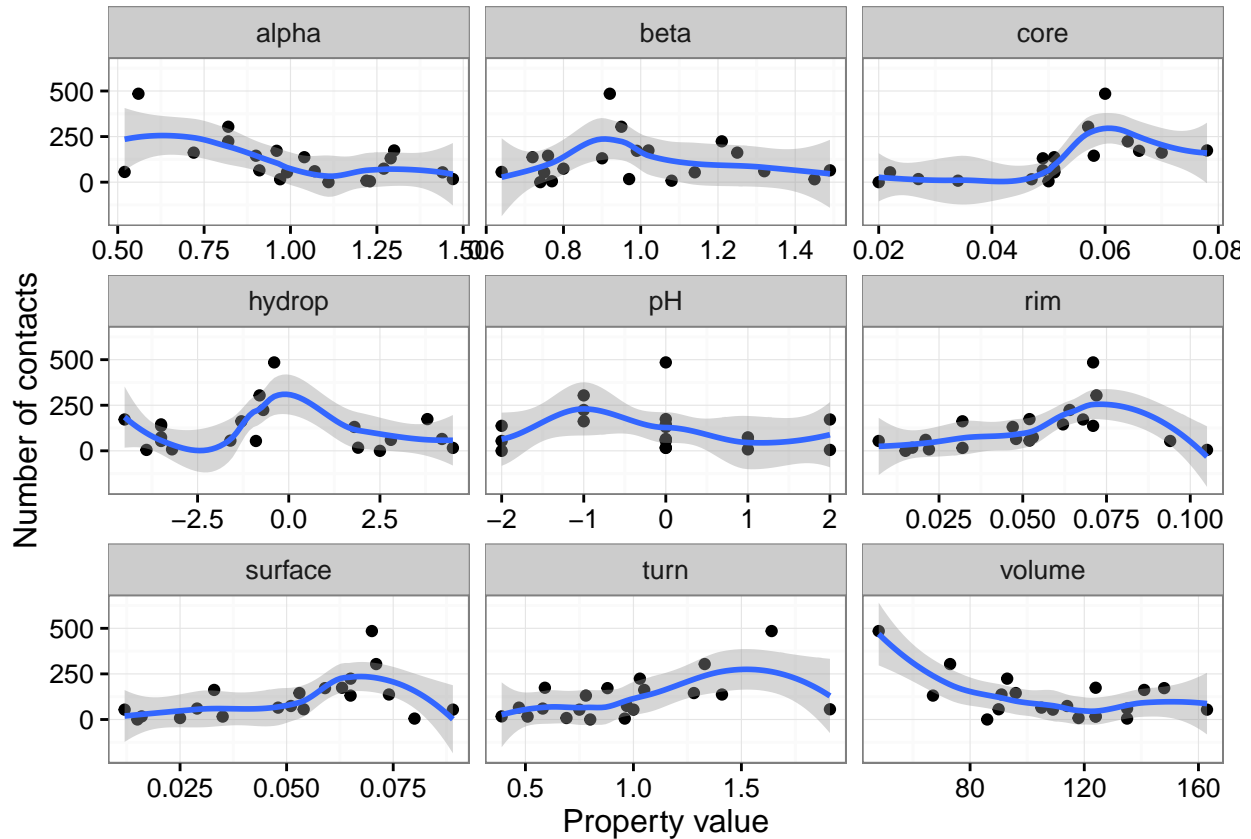 alpha beta core
500
250
0
0.50 0.75 1.00 1.25 1.50 0.6 0.8 1.0 1.2 1.4 0.02 0.04 0.06 0.08
hydrop pH rim
500
250
0
−2.5 0.0 2.5 −2 −1 0 1 2 0.025 0.050 0.075 0.100
surface turn volume
500
250
0
0.025 0.050 0.075 0.5 1.0 1.5 80 120 160
Property value
Number of contacts